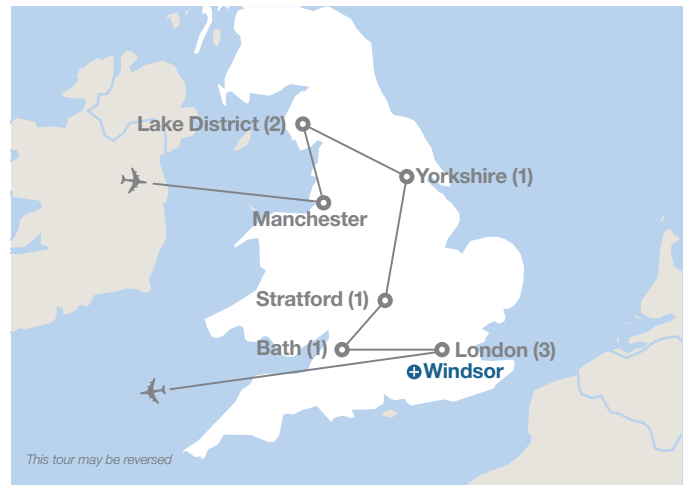 Lake District (2)
Yorkshire (1)
Manchester
Stratford (1)
Bath (1)
London (3)
Windsor
This tour may be reversed